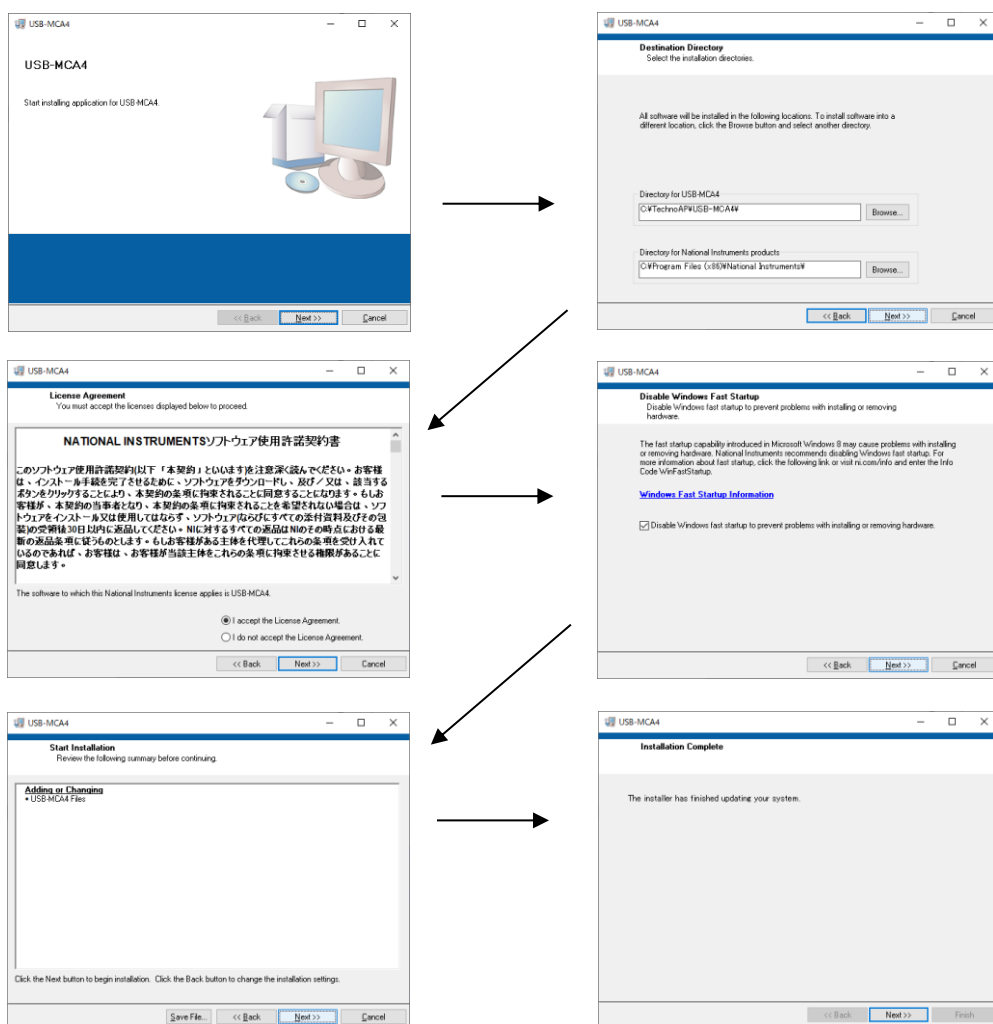 USB-MCA4
USB-MCA4
Start installing application for USB-MCA4.
<< Back
Next >>
Cancel
USB-MCA4
Destination Directory
Select the installation directories.
All software will be installed in the following locations. To install software into a
different location, click the Browse button and select another directory.
Directory for USB-MCA4
C:¥TechnoAP¥USB-MCA4¥
Browse...
Directory for National Instruments products
C:¥Program Files (x86)¥National Instruments¥
Browse...
<< Back
Next >>
Cancel
USB-MCA4
License Agreement
You must accept the licenses displayed below to proceed.
NATIONAL INSTRUMENTSソフトウェア使用許諾契約書
このソフトウェア使用許諾契約(以下「本契約」といいます)を注意深く読んでください。お客様
は、インストール手続を完了させるために、ソフトウェアをダウンロードし、及び／又は、該当する
ボタンをクリックすることにより、本契約の条項に拘束されることに同意することになります。もしお
客様が、本契約の当事者となり、本契約の条項に拘束されることを希望されない場合は、ソフ
トウェアをインストール又は使用してはならず、ソフトウェア(ならびにすべての添付資料及びその包
装)の受領後30日以内に返品してください。NIに対するすべての返品はNIのその時点における最
新の返品条項に従うものとします。もしお客様がある主体を代理してこれらの条項を受け入れて
いるのであれば、お客様は、お客様が当該主体をこれらの条項に拘束させる権限があることに
同意します。
The software to which this National Instruments license applies is USB-MCA4.
I accept the License Agreement.
I do not accept the License Agreement.
<< Back
Next >>
Cancel
USB-MCA4
Disable Windows Fast Startup
Disable Windows fast startup to prevent problems with installing or removing
hardware.
The fast startup capability introduced in Microsoft Windows 8 may cause problems with installing
or removing hardware. National Instruments recommends disabling Windows fast startup. For
more information about fast startup, click the following link or visit ni.com/info and enter the Info
Code WinFastStartup.
Windows Fast Startup Information
Disable Windows fast startup to prevent problems with installing or removing hardware.
<< Back
Next >>
Cancel
USB-MCA4
Start Installation
Review the following summary before continuing.
Adding or Changing
• USB-MCA4 Files
Click the Next button to begin installation. Click the Back button to change the installation settings.
Save File...
<< Back
Next >>
Cancel
USB-MCA4
Installation Complete
The installer has finished updating your system.
<< Back
Next >>
Finish